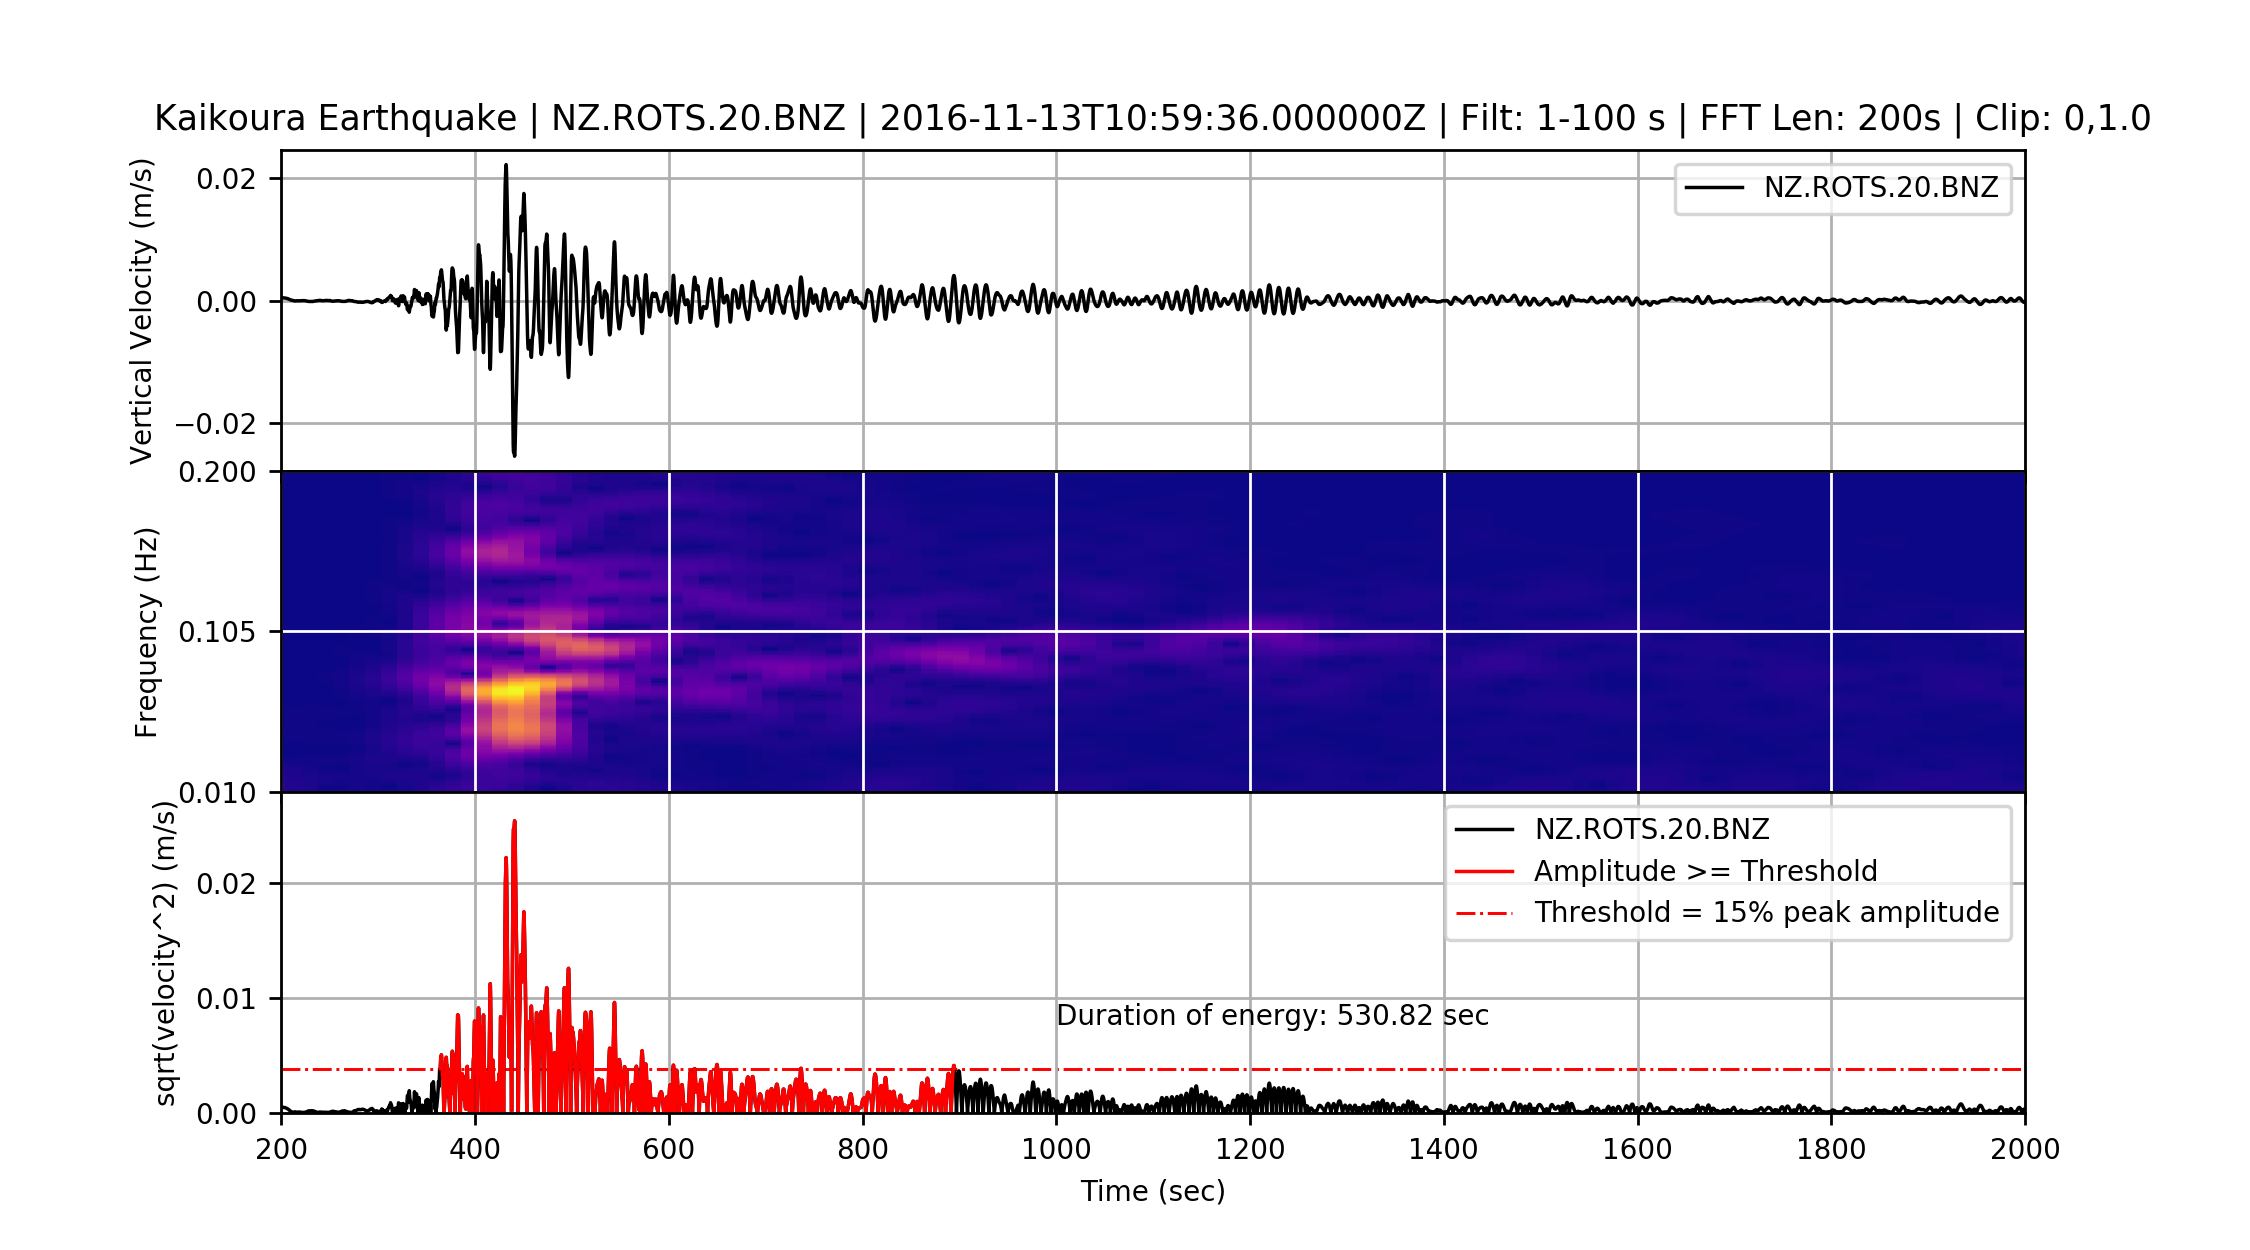 Kaikoura Earthquake | NZ.ROTS.20.BNZ | 2016-11-13T10:59:36.000000Z | Filt: 1-100 s | FFT Len: 200s | Clip: 0,1.0
Vertical Velocity (m/s)
0.02
0.00
−0.02
NZ.ROTS.20.BNZ
Frequency (Hz)
0.200
0.105
0.010
sqrt(velocity^2) (m/s)
0.02
0.01
0.00
NZ.ROTS.20.BNZ
Amplitude >= Threshold
Threshold = 15% peak amplitude
Duration of energy: 530.82 sec
200 400 600 800 1000 1200 1400 1600 1800 2000
Time (sec)